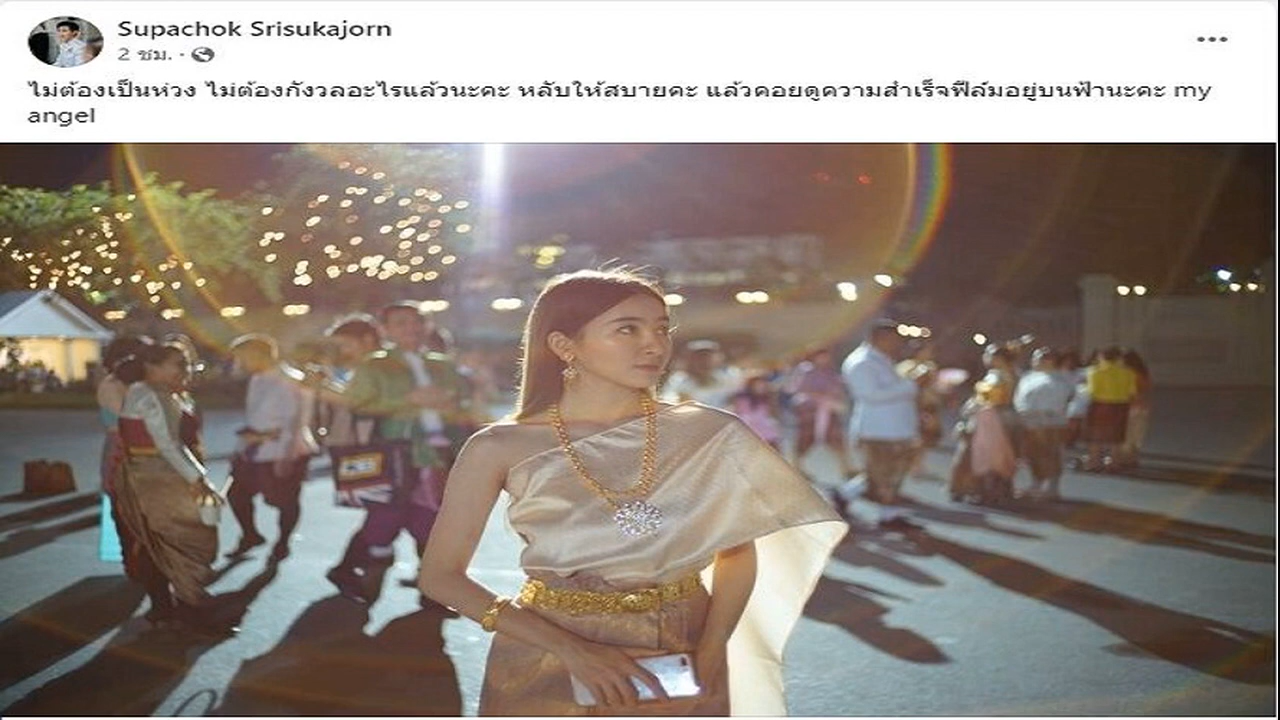 Supachok Srisukajorn
2 ชม. ·
ไม่ต้องเป็นห่วง ไม่ต้องกังวลอะไรแล้วนะคะ หลับให้สบายคะ แล้วคอยดูความสำเร็จฟิล์มอยู่บนฟ้านะคะ my
angel